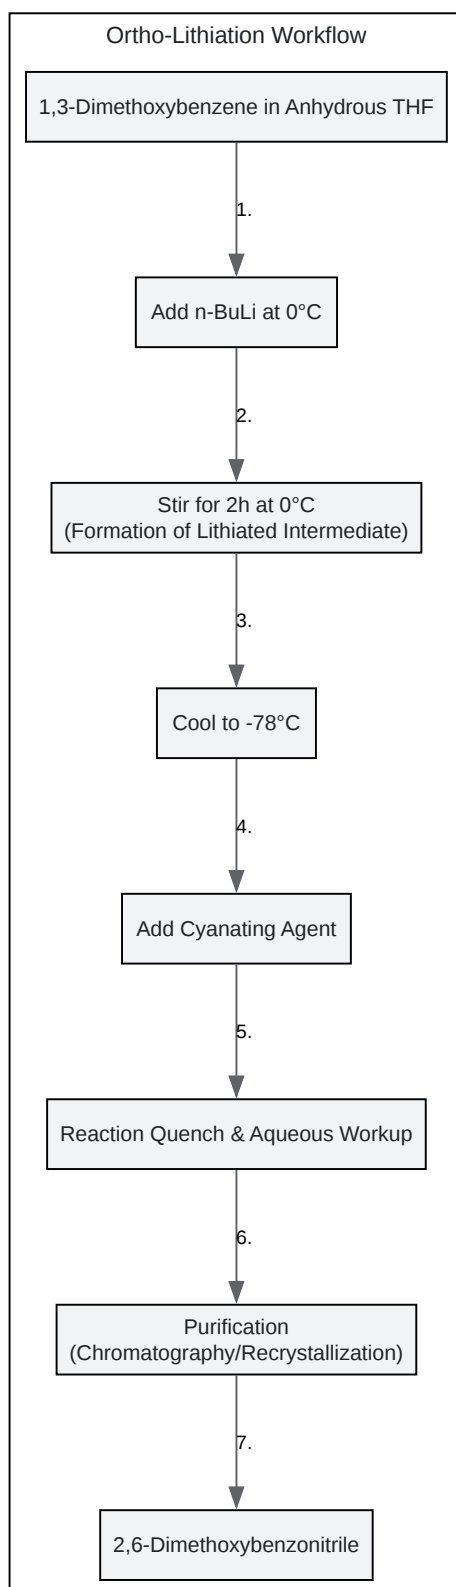 Ortho-Lithiation Workflow
1,3-Dimethoxybenzene in Anhydrous THF
1.
Add n-BuLi at 0°C
2.
Stir for 2h at 0°C
(Formation of Lithiated Intermediate)
3.
Cool to -78°C
4.
Add Cyanating Agent
5.
Reaction Quench & Aqueous Workup
6.
Purification
(Chromatography/Recrystallization)
7.
2,6-Dimethoxybenzonitrile